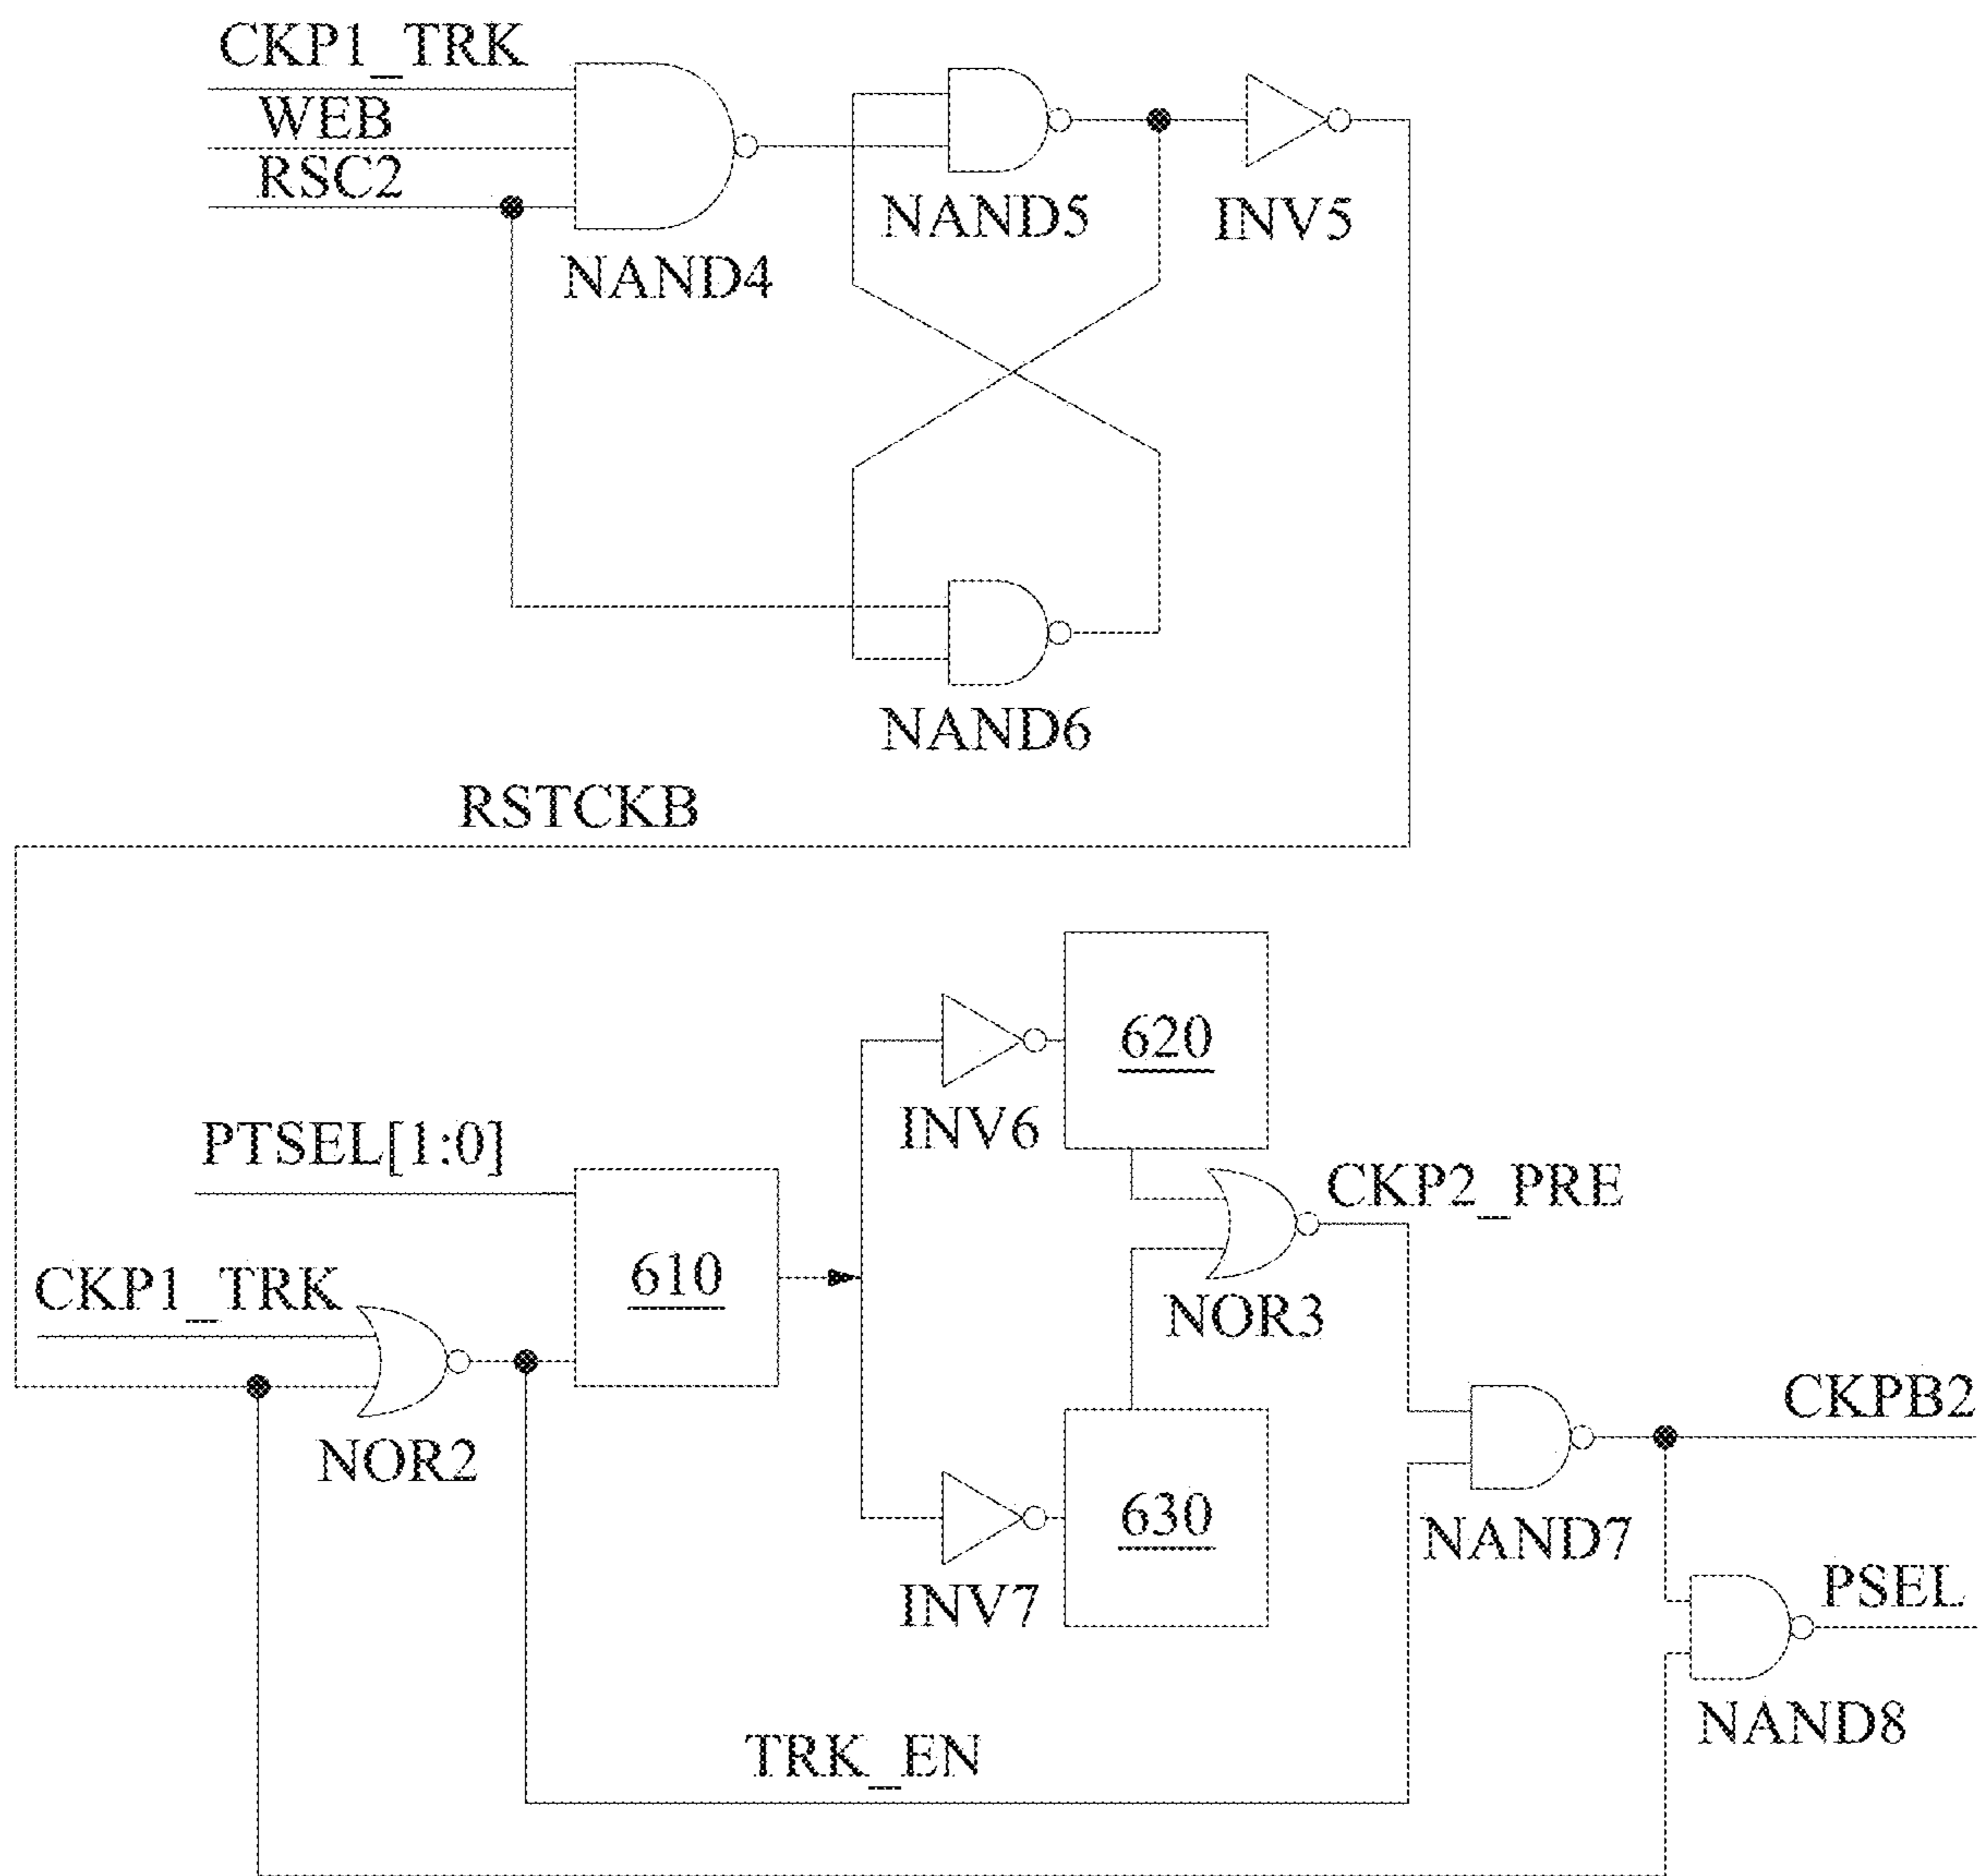 CKP1_TRK
WEB
RSC2
NAND4
NAND5
INV5
NAND6
RSTCKB
620
INV6
PTSEL[1:0]
CKP2_PRE
610
CKP1_TRK
NOR3
NOR2
CKPB2
630
NAND7
INV7
PSEL
NAND8
TRK_EN